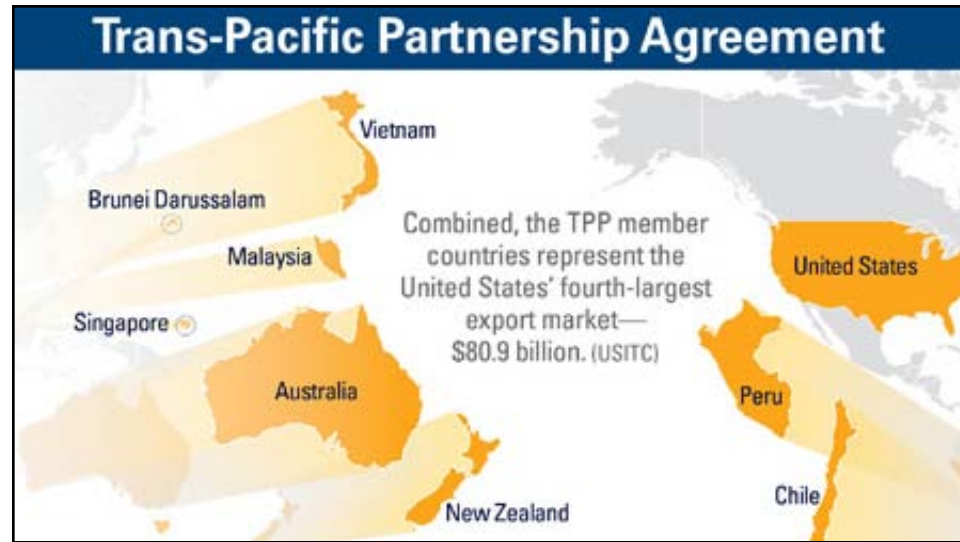 Trans-Pacific Partnership Agreement
Vietnam
Brunei Darussalam
Malaysia
Singapore
Australia
New Zealand
Combined, the TPP member
countries represent the
United States' fourth-largest
export market—
$80.9 billion. (USITC)
United States
Peru
Chile